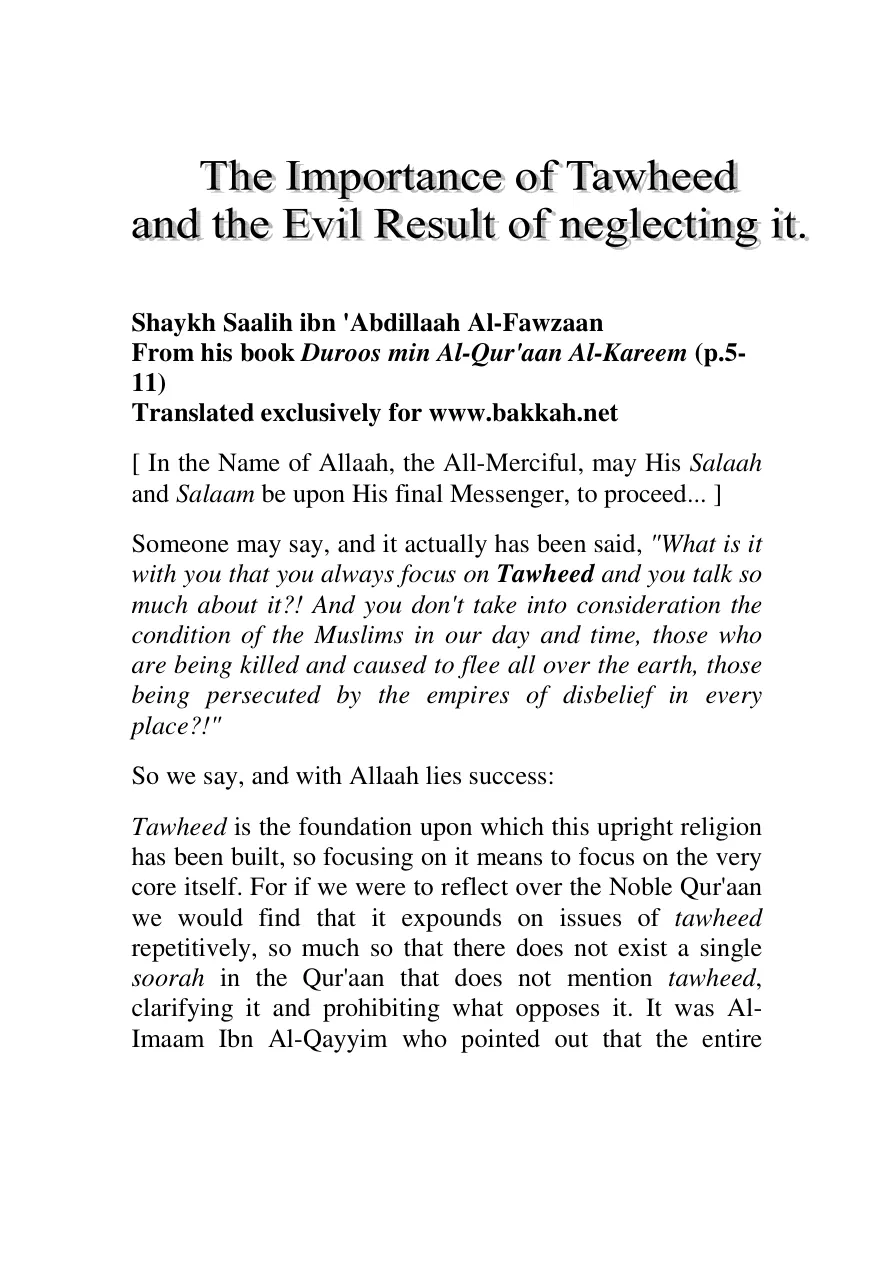 The Importance of Tawheed
and the Evil Result of neglecting it.
Shaykh Saalih ibn 'Abdillaah Al-Fawzaan
From his book Duroos min Al-Qur'aan Al-Kareem (p.5-
11)
Translated exclusively for www.bakkah.net
[ In the Name of Allaah, the All-Merciful, may His Salaah
and Salaam be upon His final Messenger, to proceed... ]
Someone may say, and it actually has been said, "What is it
with you that you always focus on Tawheed and you talk so
much about it?! And you don't take into consideration the
condition of the Muslims in our day and time, those who
are being killed and caused to flee all over the earth, those
being persecuted by the empires of disbelief in every
place?!"
So we say, and with Allaah lies success:
Tawheed is the foundation upon which this upright religion
has been built, so focusing on it means to focus on the very
core itself. For if we were to reflect over the Noble Qur'aan
we would find that it expounds on issues of tawheed
repetitively, so much so that there does not exist a single
soorah in the Qur'aan that does not mention tawheed,
clarifying it and prohibiting what opposes it. It was Al-
Imaam Ibn Al-Qayyim who pointed out that the entire